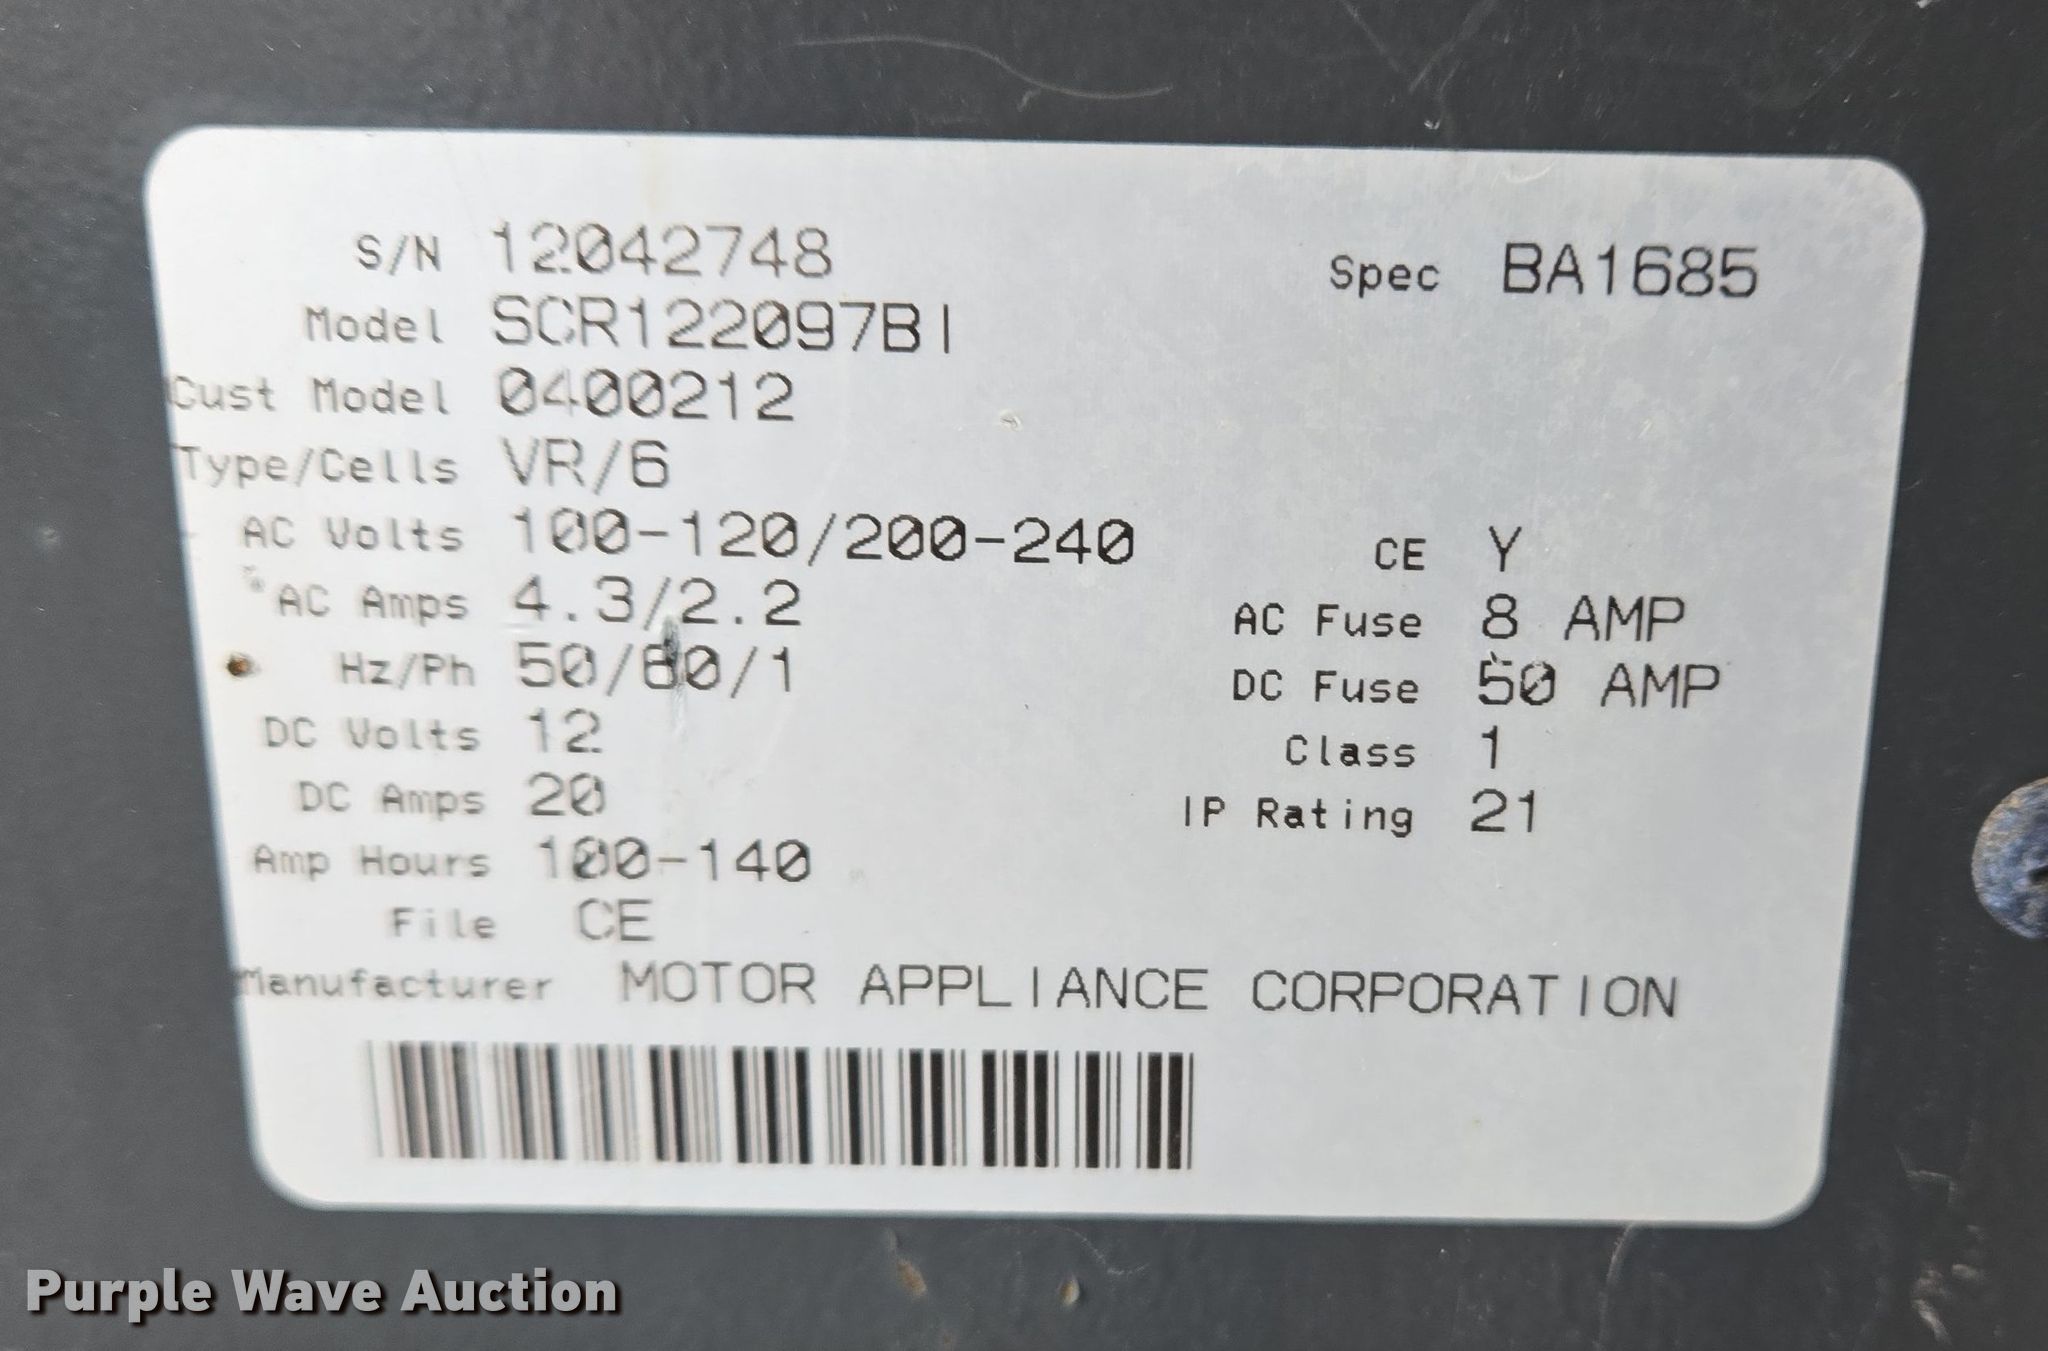 S/N 12042748 Spec BA1685
Model SCR122097BI
Cust Model 0400212
Type/Cells VR/6
AC Volts 100-120/200-240 CE Y
AC Amps 4.3/2.2 AC Fuse 8 AMP
Hz/Ph 50/60/1 DC Fuse 50 AMP
DC Volts 12 Class 1
DC Amps 20 IP Rating 21
Amp Hours 100-140
File CE
Manufacturer MOTOR APPLIANCE CORPORATION
Purple Wave Auction